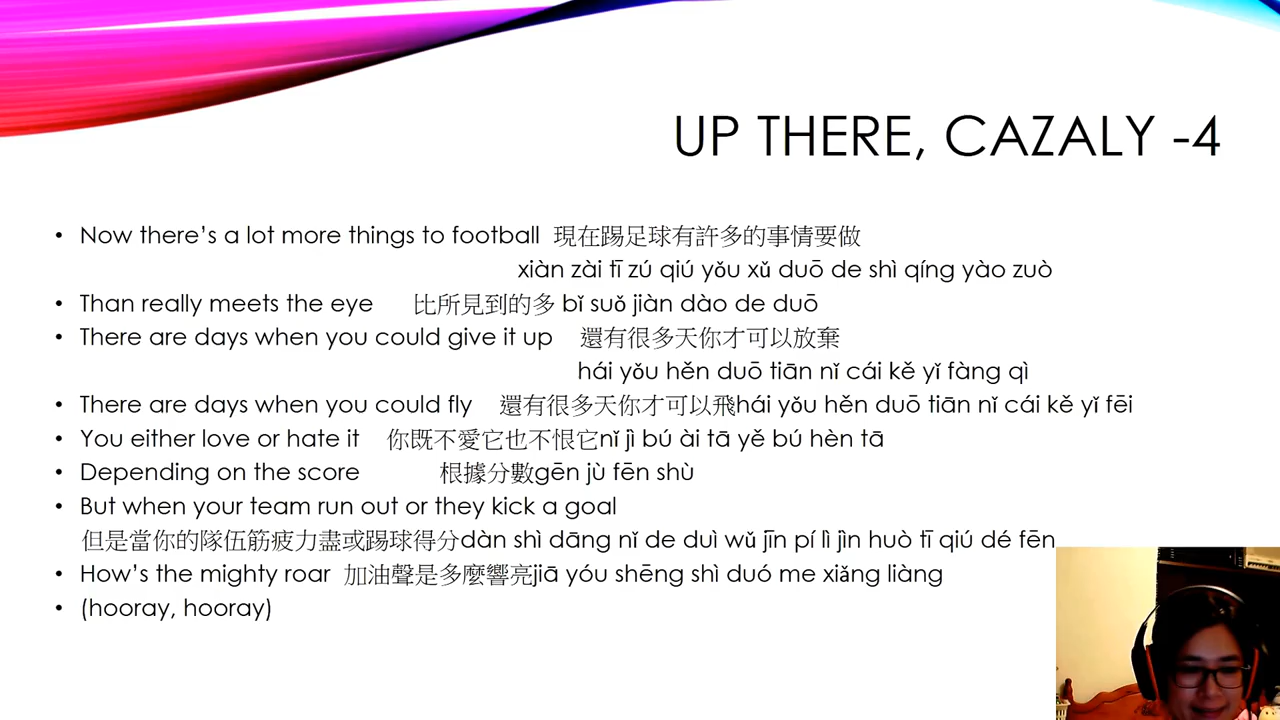 UP THERE, CAZALY -4
• Now there's a lot more things to football 現在踢足球有許多的事情要做
xiàn zài tī zú qiú yǒu xǔ duō de shì qíng yào zuò
• Than really meets the eye 比所見到的多 bǐ suǒ jiàn dào de duō
• There are days when you could give it up 還有很多天你才可以放棄
hái yǒu hěn duō tiān nǐ cái kě yǐ fàng qì
• There are days when you could fly 還有很多天你才可以飛hái yǒu hěn duō tiān nǐ cái kě yǐ fēi
• You either love or hate it 你既不愛它也不恨它nǐ jì bú ài tā yě bú hèn tā
• Depending on the score 根據分數gēn jù fēn shù
• But when your team run out or they kick a goal
但是當你的隊伍筋疲力盡或踢球得分dàn shì dāng nǐ de duì wǔ jīn pí lì jìn huò tī qiú dé fēn
• How's the mighty roar 加油聲是多麼響亮jiā yóu shēng shì duó me xiǎng liàng
• (hooray, hooray)